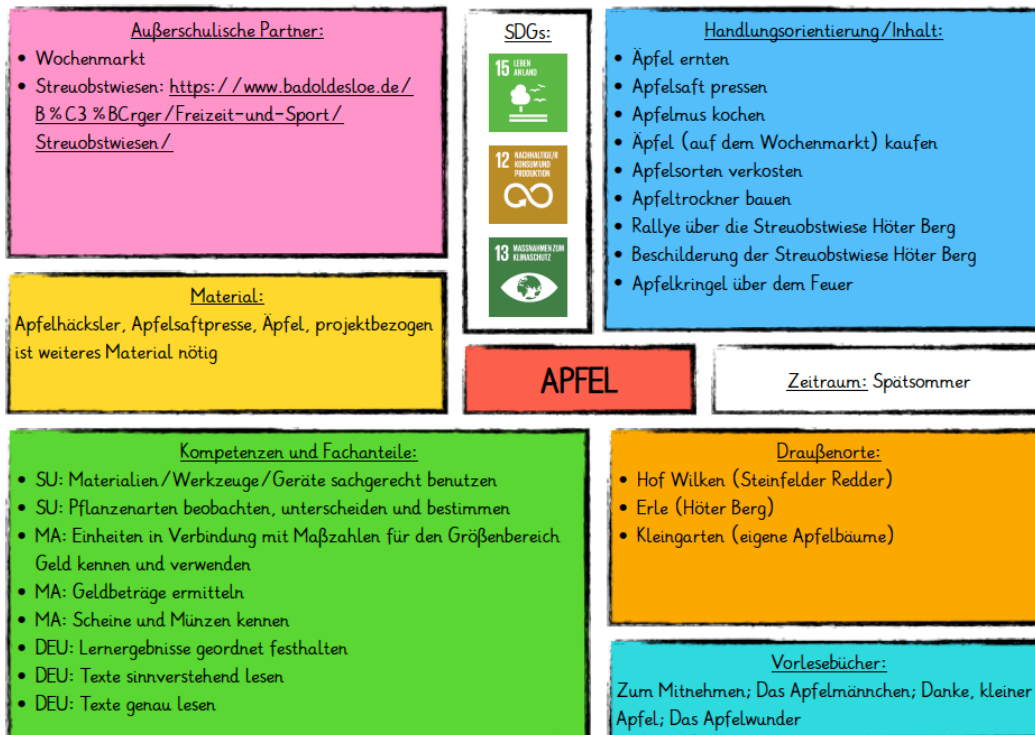 Außerschulische Partner:
• Wochenmarkt
• Streuobstwiesen: https://www.badoldesloe.de/
B%C3%BCrger/Freizeit-und-Sport/
Streuobstwiesen/
SDGs:
15 LEBEN
AN LAND
12 NACHHALTIGE/R
KONSUM UND
PRODUKTION
13 MASSNAHMEN ZUM
KLIMASCHUTZ
Handlungsorientierung/Inhalt:
• Äpfel ernten
• Apfelsaft pressen
• Apfelmus kochen
• Äpfel (auf dem Wochenmarkt) kaufen
• Apfelsorten verkosten
• Apfeltrockner bauen
• Rallye über die Streuobstwiese Höter Berg
• Beschilderung der Streuobstwiese Höter Berg
• Apfelkringel über dem Feuer
Material:
Apfelhäcksler, Apfelsaftpresse, Äpfel, projektbezogen
ist weiteres Material nötig
APFEL
Zeitraum: Spätsommer
Kompetenzen und Fachanteile:
• SU: Materialien/Werkzeuge/Geräte sachgerecht benutzen
• SU: Pflanzenarten beobachten, unterscheiden und bestimmen
• MA: Einheiten in Verbindung mit Maßzahlen für den Größenbereich
Geld kennen und verwenden
• MA: Geldbeträge ermitteln
• MA: Scheine und Münzen kennen
• DEU: Lernergebnisse geordnet festhalten
• DEU: Texte sinnverstehend lesen
• DEU: Texte genau lesen
Draußenorte:
• Hof Wilken (Steinfelder Redder)
• Erle (Höter Berg)
• Kleingarten (eigene Apfelbäume)
Vorlesebücher:
Zum Mitnehmen; Das Apfelmännchen; Danke, kleiner
Apfel; Das Apfelwunder